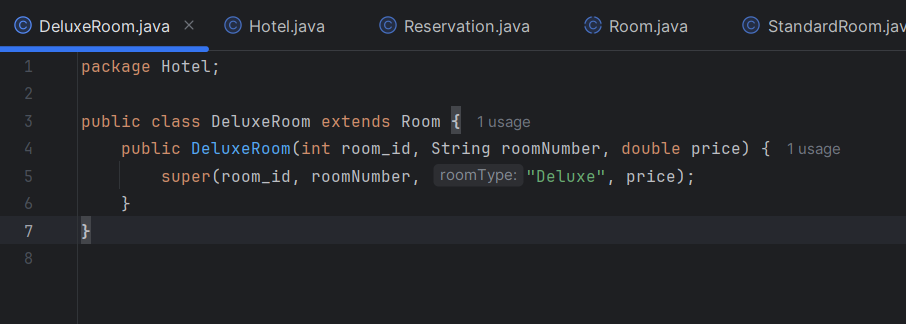 DeluxeRoom.java × Hotel.java Reservation.java Room.java StandardRoom.jav
1 package Hotel;
2
3 public class DeluxeRoom extends Room { 1 usage
4 public DeluxeRoom(int room_id, String roomNumber, double price) { 1 usage
5 super(room_id, roomNumber, roomType: "Deluxe", price);
6 }
7 }
8